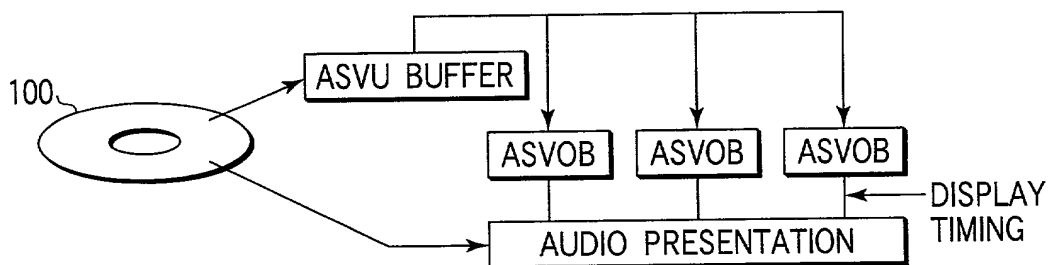 100
ASVU BUFFER
ASVOB
ASVOB
ASVOB
DISPLAY
TIMING
AUDIO PRESENTATION